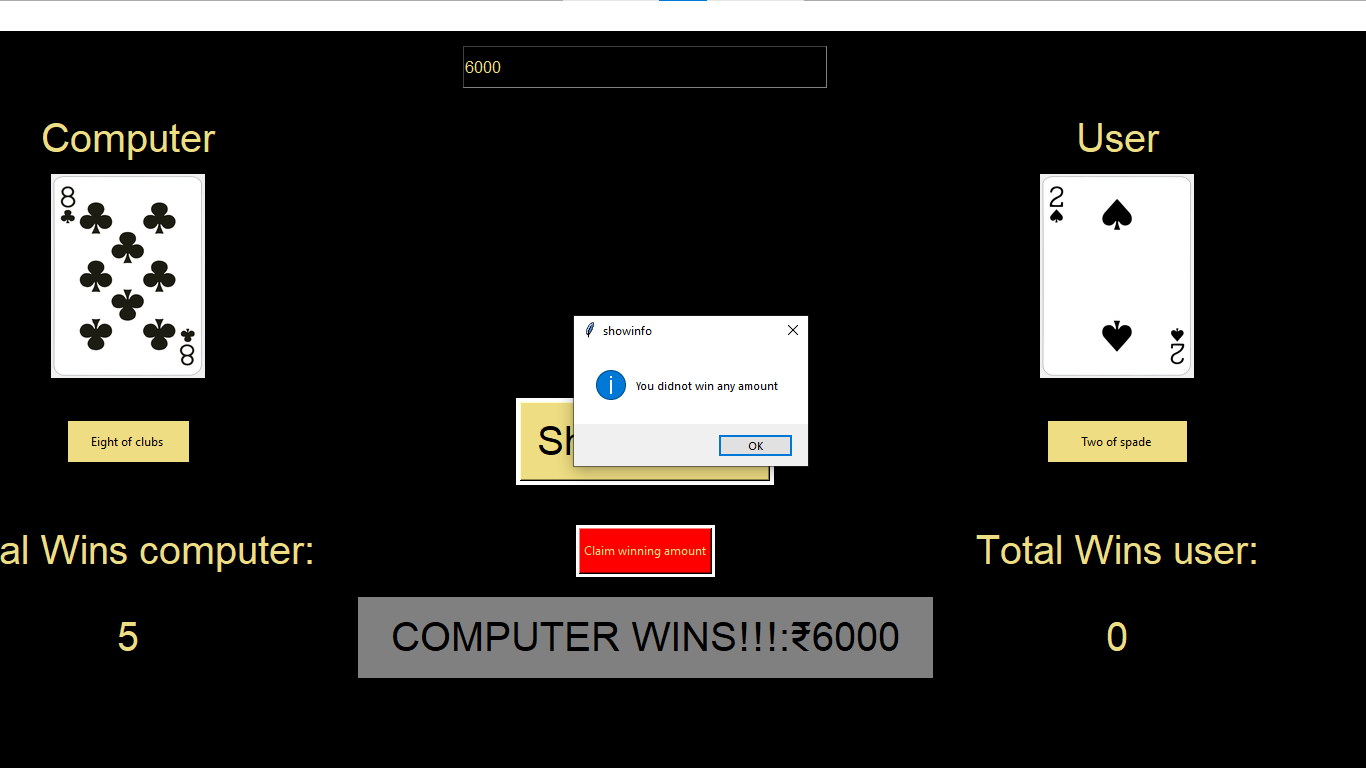 6000
Computer
User
8
8
2
2
showinfo
You didnot win any amount
OK
Eight of clubs
Two of spade
Sh
Claim winning amount
al Wins computer:
Total Wins user:
5
COMPUTER WINS!!!:₹6000
0